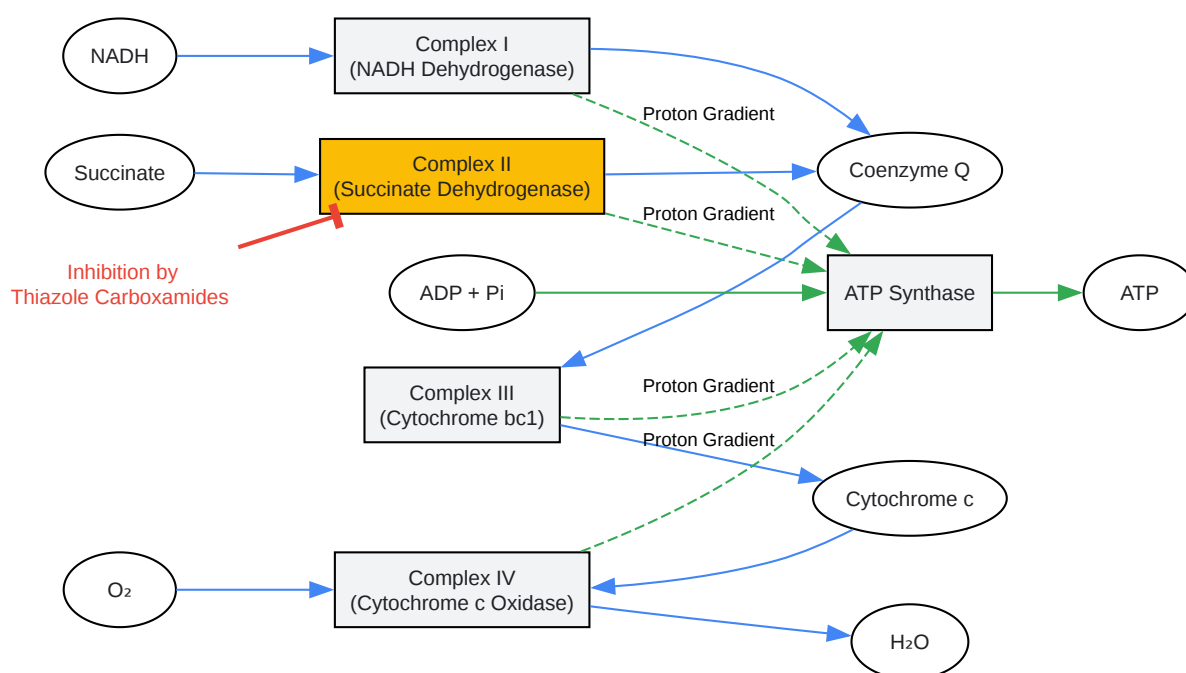 NADH
Complex I
(NADH Dehydrogenase)
Proton Gradient
Succinate
Complex II
(Succinate Dehydrogenase)
Coenzyme Q
Proton Gradient
Inhibition by
Thiazole Carboxamides
ADP + Pi
ATP Synthase
ATP
Complex III
(Cytochrome bc1)
Proton Gradient
Proton Gradient
Cytochrome c
O₂
Complex IV
(Cytochrome c Oxidase)
H₂O